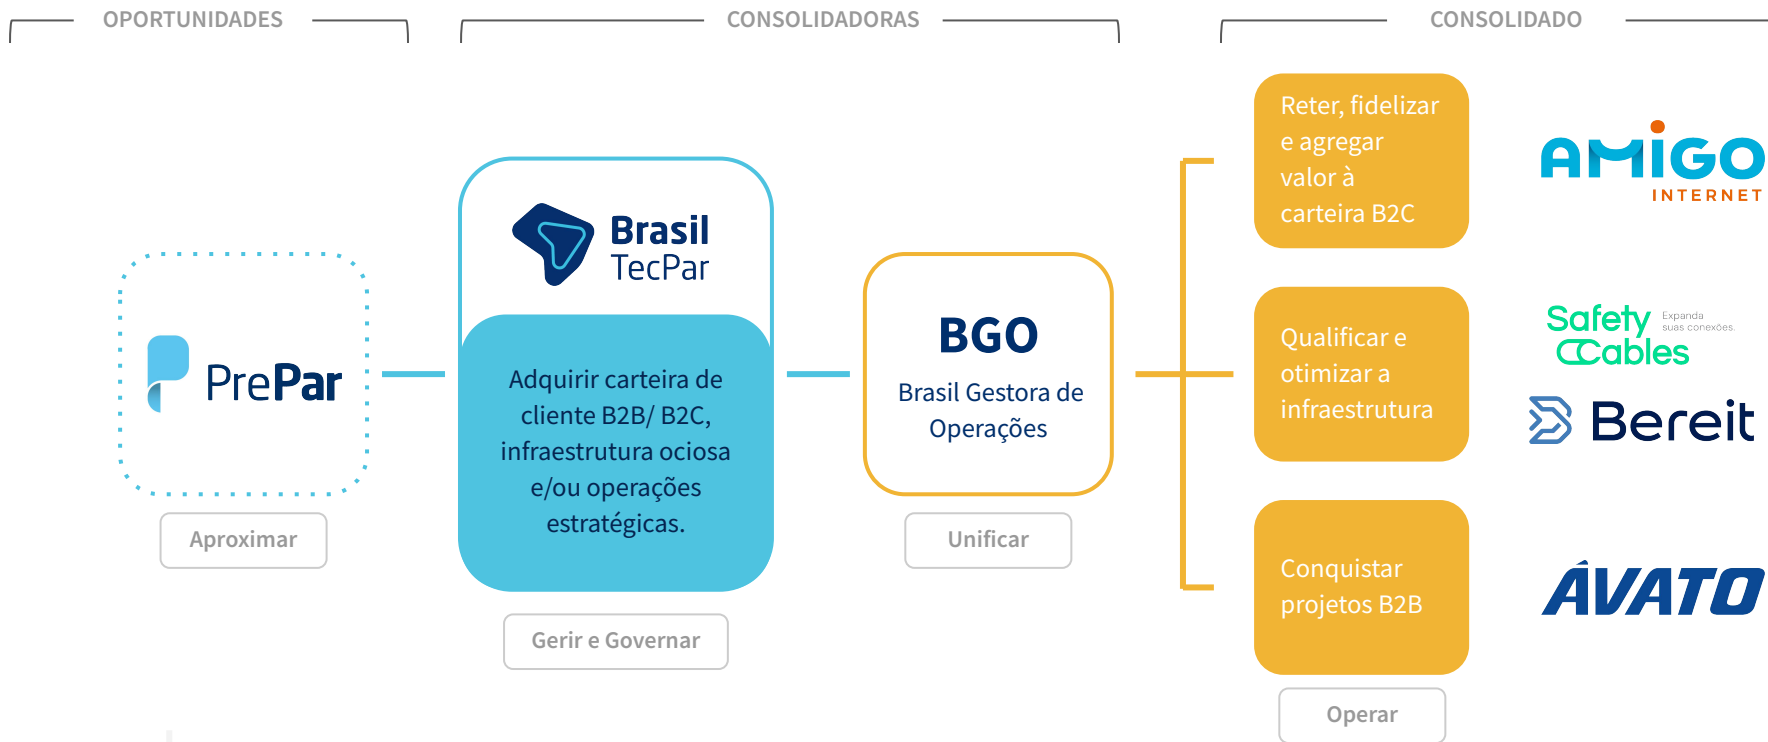 OPORTUNIDADES
CONSOLIDADORAS
CONSOLIDADO
PrePar
Aproximar
Brasil
TecPar
Adquirir carteira de
cliente B2B/ B2C,
infraestrutura ociosa
e/ou operações
estratégicas.
Gerir e Governar
BGO
Brasil Gestora de
Operações
Unificar
Reter, fidelizar
e agregar
valor à
carteira B2C
AMiGO
INTERNET
Qualificar e
otimizar a
infraestrutura
Safety
Cables
Expanda
suas conexões.
Bereit
Conquistar
projetos B2B
ÁVATO
Operar